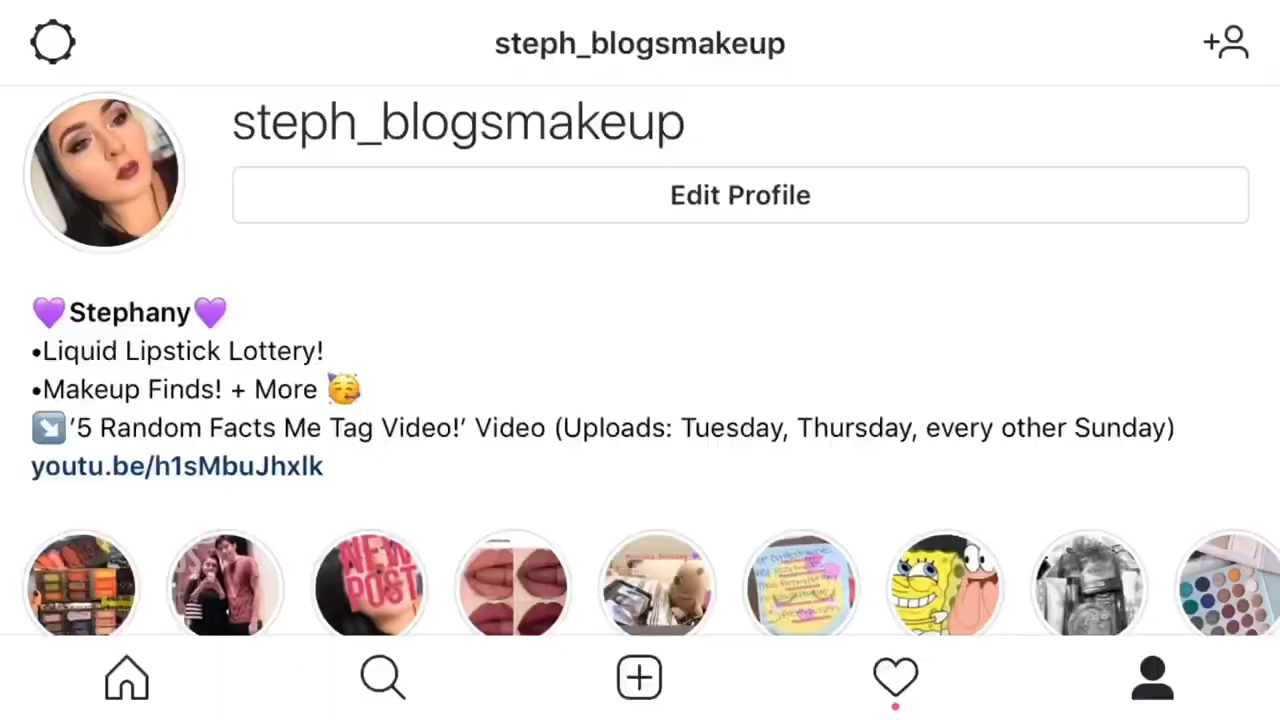 steph_blogsmakeup
steph_blogsmakeup
Edit Profile
💜Stephany💜
•Liquid Lipstick Lottery!
•Makeup Finds! + More 🥳
↘️'5 Random Facts Me Tag Video!' Video (Uploads: Tuesday, Thursday, every other Sunday)
youtu.be/h1sMbuJhxlk
NEW
POST